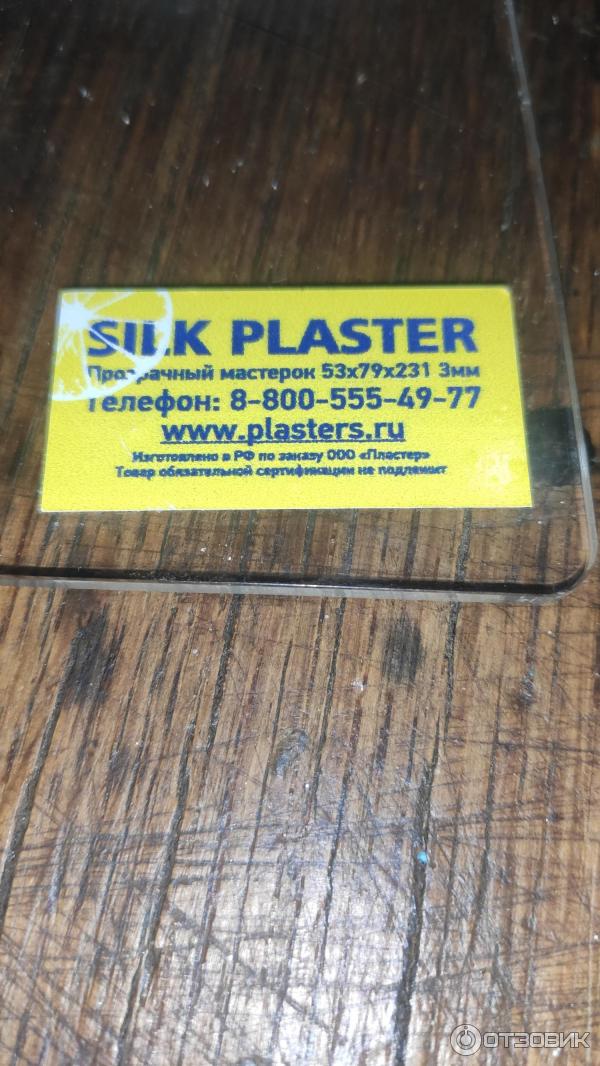 SILK PLASTER
Прозрачный мастерок 53х79х231 3мм
Телефон: 8-800-555-49-77
www.plasters.ru
Изготовлено в РФ по заказу ООО «Пластер»
Товар обязательной сертификации не подлежит
ОТЗОВИК